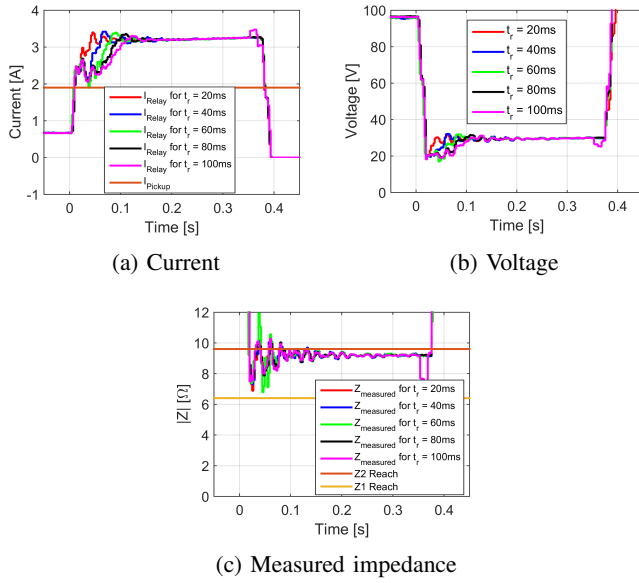 4
3
2
1
0
-1
Current [A]
I_Relay for t_r = 20ms
I_Relay for t_r = 40ms
I_Relay for t_r = 60ms
I_Relay for t_r = 80ms
I_Relay for t_r = 100ms
I_Pickup
0 0.1 0.2 0.3 0.4
Time [s]
(a) Current
100
80
60
40
20
0
Voltage [V]
t_r = 20ms
t_r = 40ms
t_r = 60ms
t_r = 80ms
t_r = 100ms
0 0.1 0.2 0.3 0.4
Time [s]
(b) Voltage
12
10
8
6
4
2
0
|Z| [Ω]
Z_measured for t_r = 20ms
Z_measured for t_r = 40ms
Z_measured for t_r = 60ms
Z_measured for t_r = 80ms
Z_measured for t_r = 100ms
Z2 Reach
Z1 Reach
0 0.1 0.2 0.3 0.4
Time [s]
(c) Measured impedance